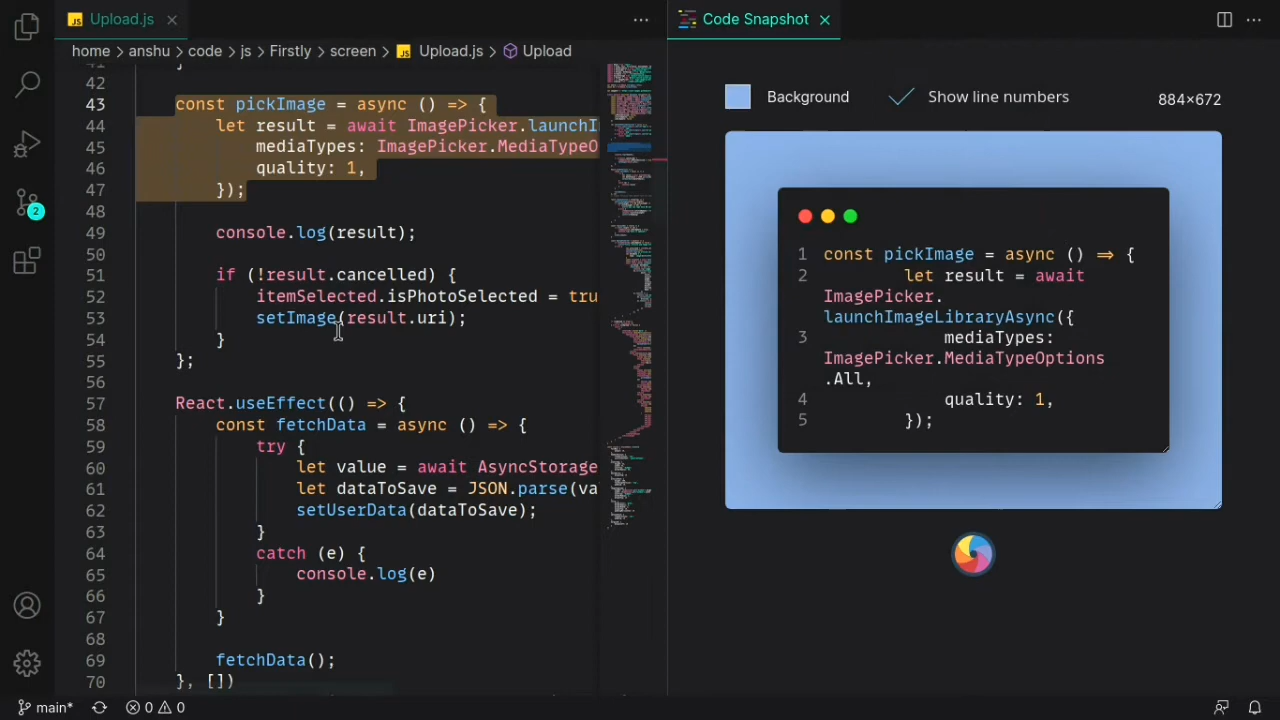 Upload.js
home > anshu > code > js > Firstly > screen > Upload.js > Upload
41 }
42
43 const pickImage = async () => {
44 let result = await ImagePicker.launchI
45 mediaTypes: ImagePicker.MediaTypeO
46 quality: 1,
47 });
48
49 console.log(result);
50
51 if (!result.cancelled) {
52 itemSelected.isPhotoSelected = tru
53 setImage(result.uri);
54 }
55 };
56
57 React.useEffect(() => {
58 const fetchData = async () => {
59 try {
60 let value = await AsyncStorage
61 let dataToSave = JSON.parse(va
62 setUserData(dataToSave);
63 }
64 catch (e) {
65 console.log(e)
66 }
67 }
68
69 fetchData();
70 }, [])
2
main*
0 0
Code Snapshot
Background
Show line numbers
884×672
1 const pickImage = async () => {
2 let result = await
ImagePicker.
launchImageLibraryAsync({
3 mediaTypes:
ImagePicker.MediaTypeOptions
.All,
4 quality: 1,
5 });